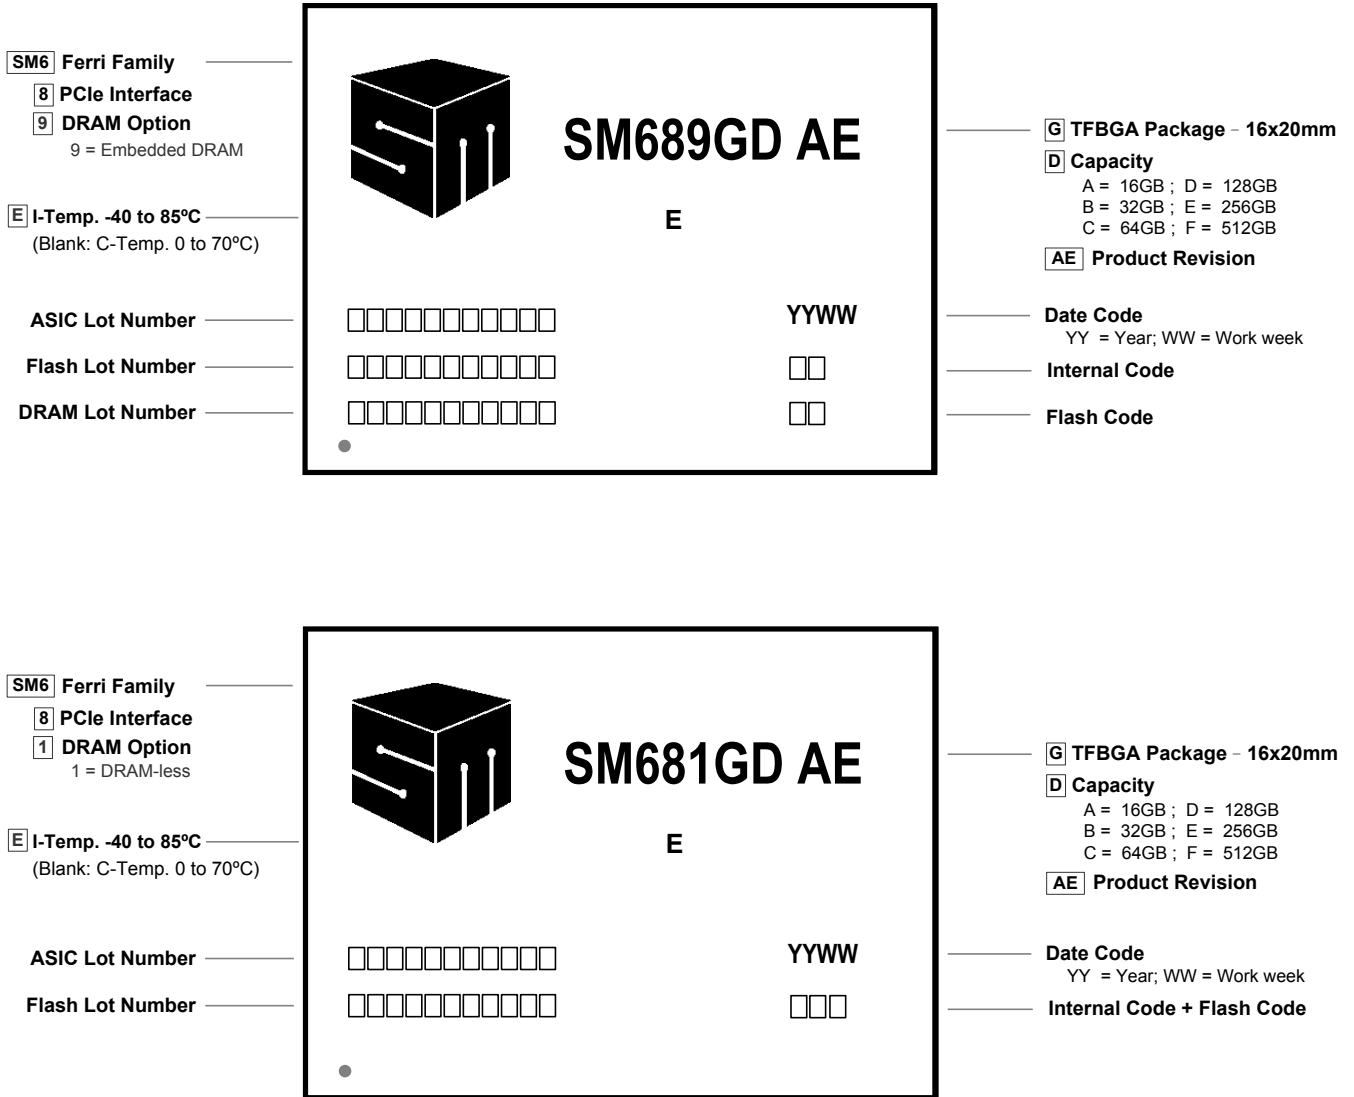 SM6 Ferri Family
8 PCIe Interface
9 DRAM Option
9 = Embedded DRAM
E I-Temp. -40 to 85ºC
(Blank: C-Temp. 0 to 70ºC)
ASIC Lot Number
Flash Lot Number
DRAM Lot Number
SM689GD AE
E
YYWW
G TFBGA Package – 16x20mm
D Capacity
A = 16GB ; D = 128GB
B = 32GB ; E = 256GB
C = 64GB ; F = 512GB
AE Product Revision
Date Code
YY = Year; WW = Work week
Internal Code
Flash Code
SM6 Ferri Family
8 PCIe Interface
1 DRAM Option
1 = DRAM-less
E I-Temp. -40 to 85ºC
(Blank: C-Temp. 0 to 70ºC)
ASIC Lot Number
Flash Lot Number
SM681GD AE
E
YYWW
G TFBGA Package – 16x20mm
D Capacity
A = 16GB ; D = 128GB
B = 32GB ; E = 256GB
C = 64GB ; F = 512GB
AE Product Revision
Date Code
YY = Year; WW = Work week
Internal Code + Flash Code